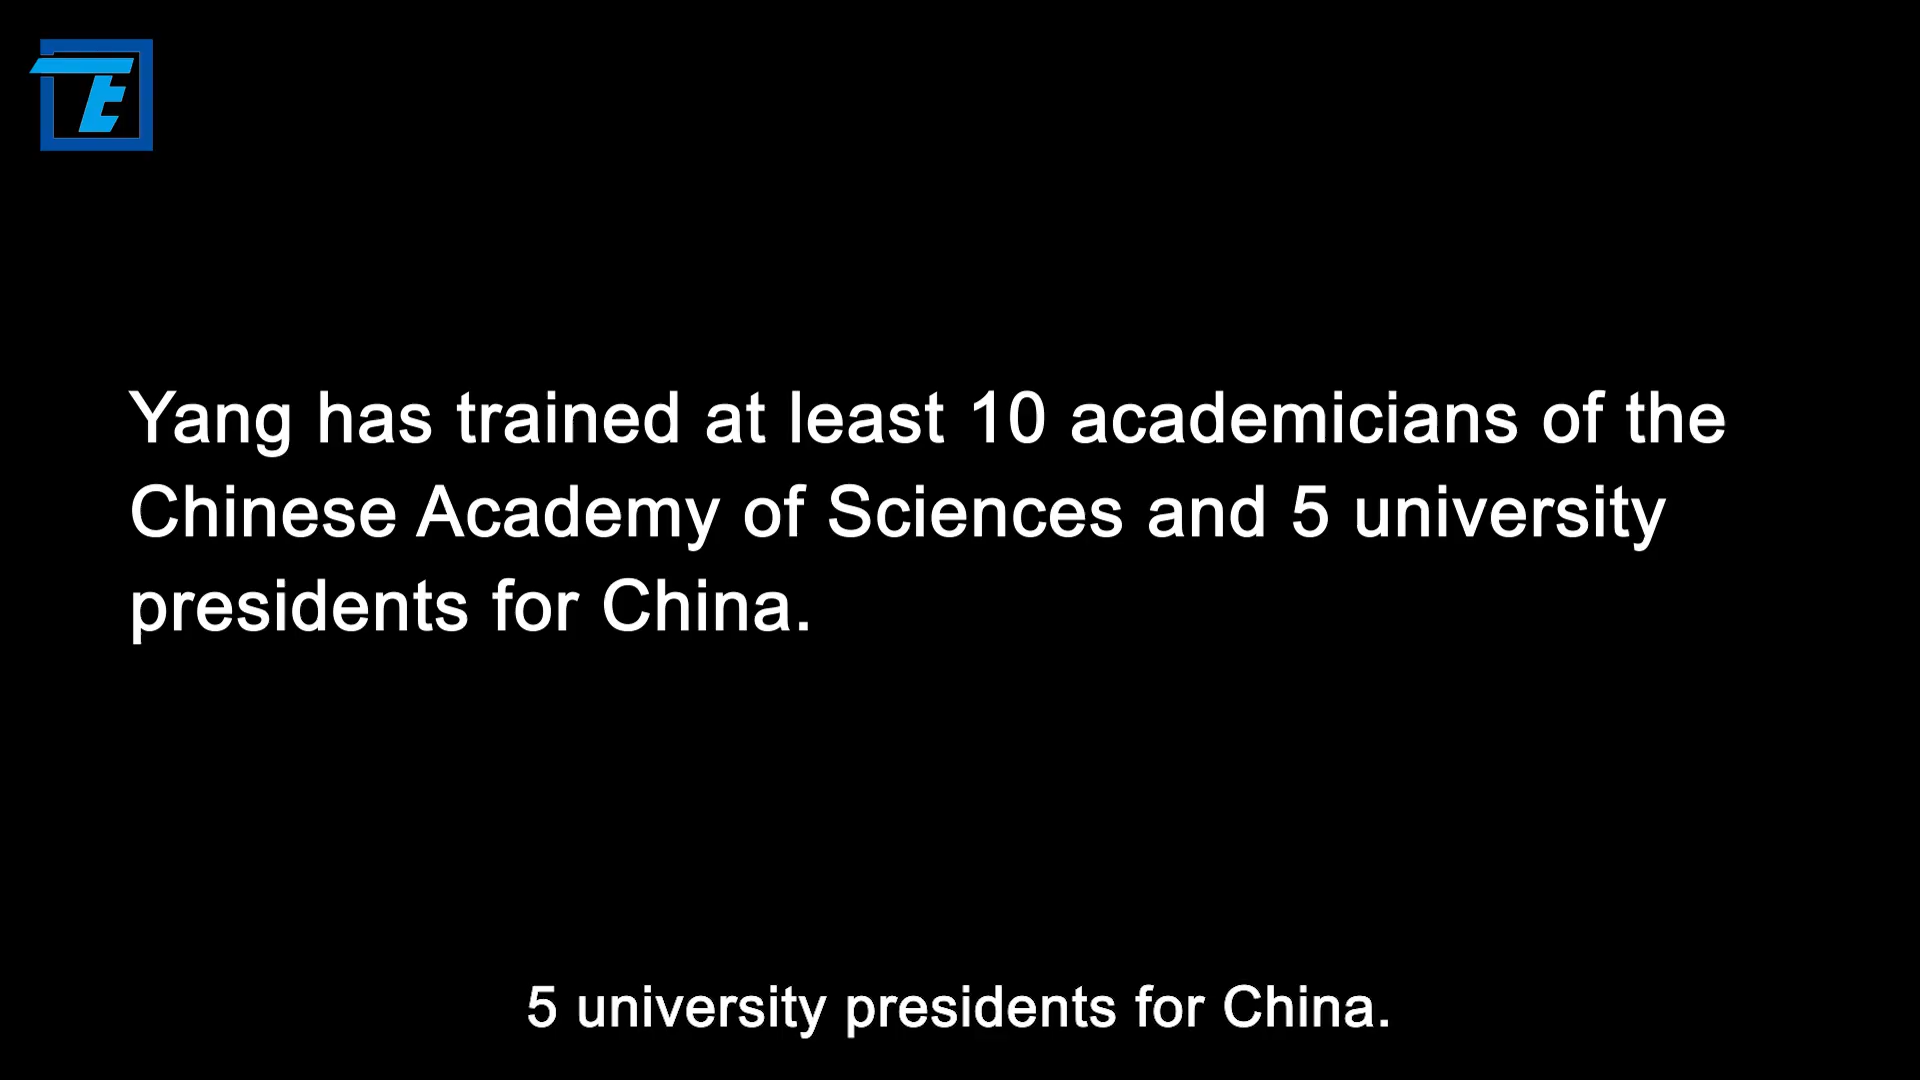 TE
Yang has trained at least 10 academicians of the
Chinese Academy of Sciences and 5 university
presidents for China.
5 university presidents for China.